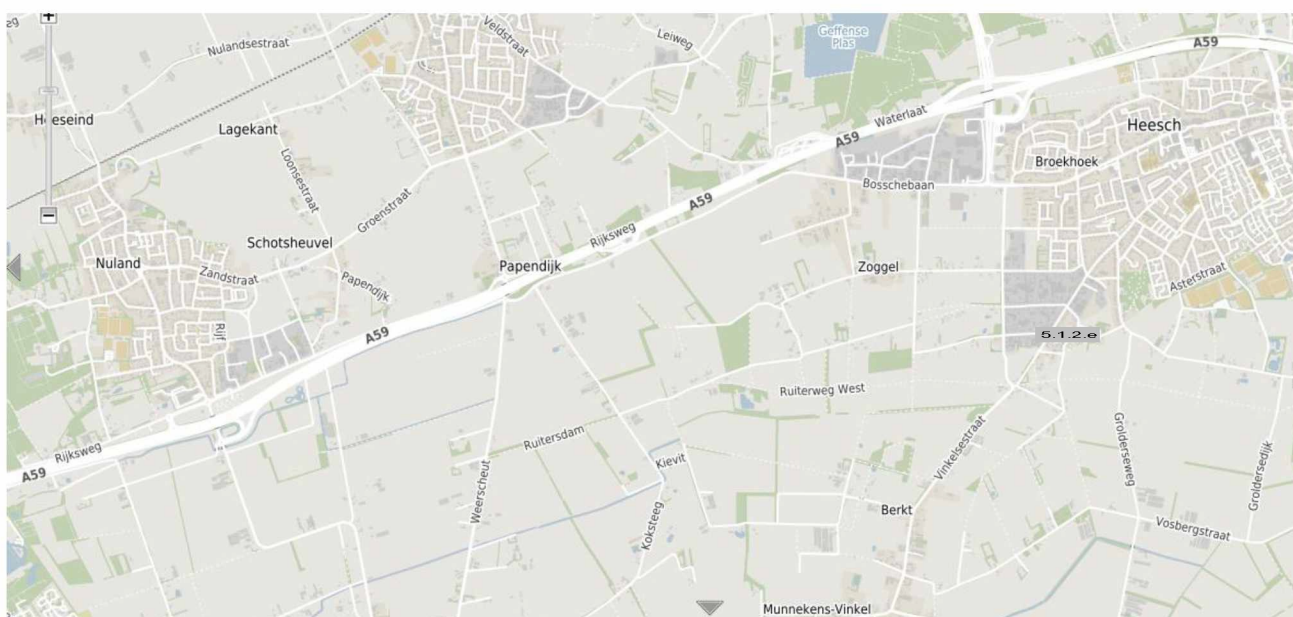 Geffense
Plas
A59
Veldstraat
Leiweg
Nulandsestraat
Heeseind
Lagekant
Waterlaat
Heesch
A59
Broekhoek
Loonsestraat
Bosschebaan
Groenstraat
A59
Rijksweg
Schotsheuvel
Nuland
Zandstraat
Papendijk
Papendijk
Zoggel
Asterstraat
Rijf
A59
5.1.2.e
Ruiterweg West
Ruitersdam
Rijksweg
A59
Kievit
Vinkelsestraat
Grolderseweg
Groldersedijk
Weerscheut
Koksteeg
Berkt
Vosbergstraat
Munnekens-Vinkel